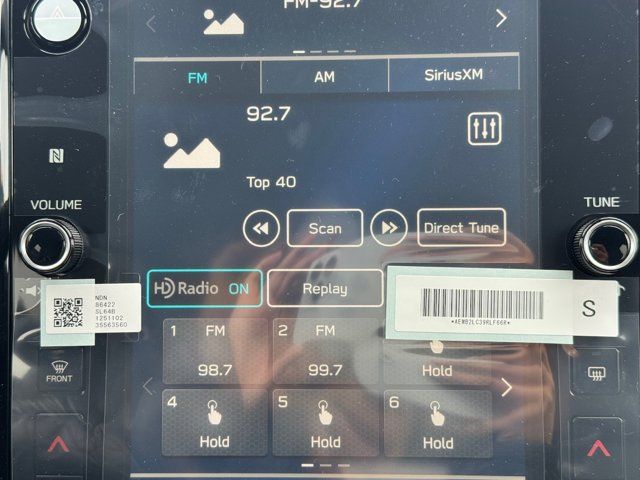 FM-92.7
FM AM SiriusXM
92.7
Top 40
VOLUME
TUNE
Scan Direct Tune
HD Radio ON Replay
NDN
86422
SL64B
1251102
35563560
*AEMB2LC39RLF66R*
S
1 FM 2 FM
98.7 99.7 Hold
FRONT
4 5 6
Hold Hold Hold